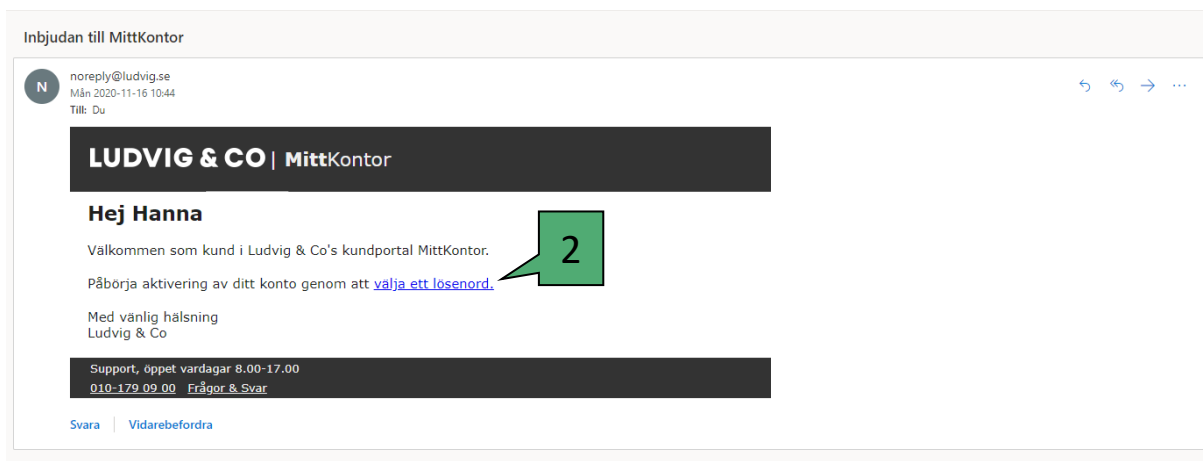 Inbjudan till MittKontor
N
noreply@ludvig.se
Mån 2020-11-16 10:44
Till: Du
LUDVIG & CO | MittKontor
Hej Hanna
Välkommen som kund i Ludvig & Co's kundportal MittKontor.
2
Påbörja aktivering av ditt konto genom att välja ett lösenord.
Med vänlig hälsning
Ludvig & Co
Support, öppet vardagar 8.00-17.00
010-179 09 00 Frågor & Svar
Svara | Vidarebefordra